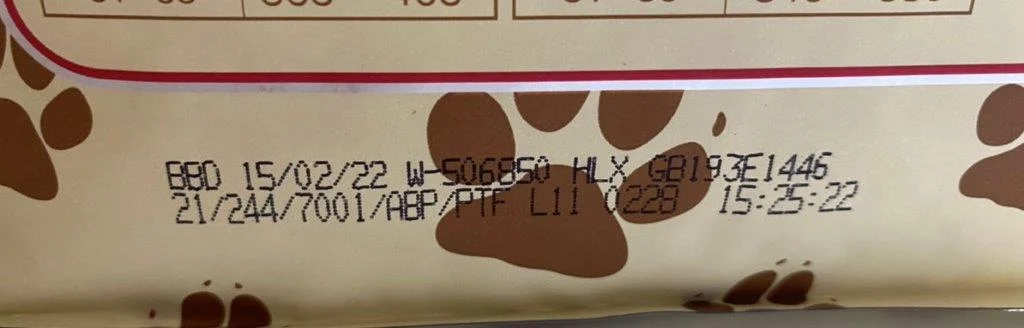 BBD 15/02/22 W-506850 HLX GB193E1446
21/244/7001/ABP/PTF L11 0228 15:25:22